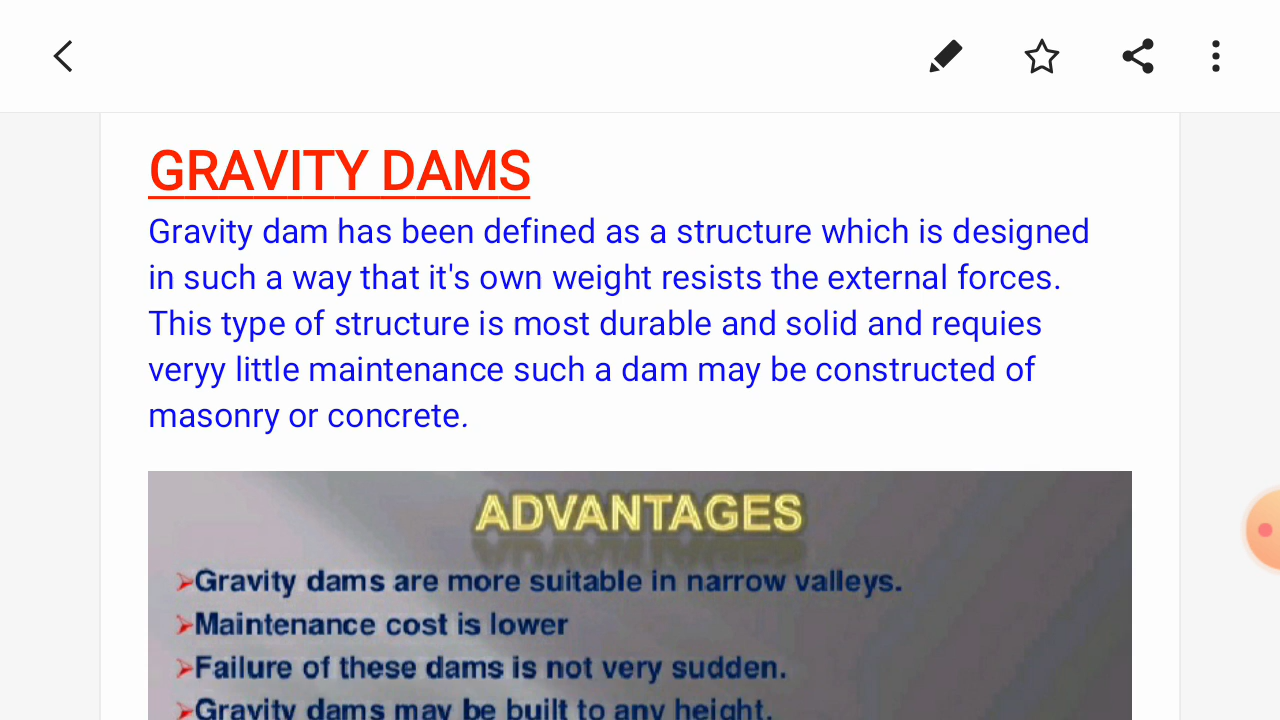 GRAVITY DAMS
Gravity dam has been defined as a structure which is designed
in such a way that it's own weight resists the external forces.
This type of structure is most durable and solid and requies
veryy little maintenance such a dam may be constructed of
masonry or concrete.
ADVANTAGES
➢Gravity dams are more suitable in narrow valleys.
➢Maintenance cost is lower
➢Failure of these dams is not very sudden.
➢Gravity dams may be built to any height.